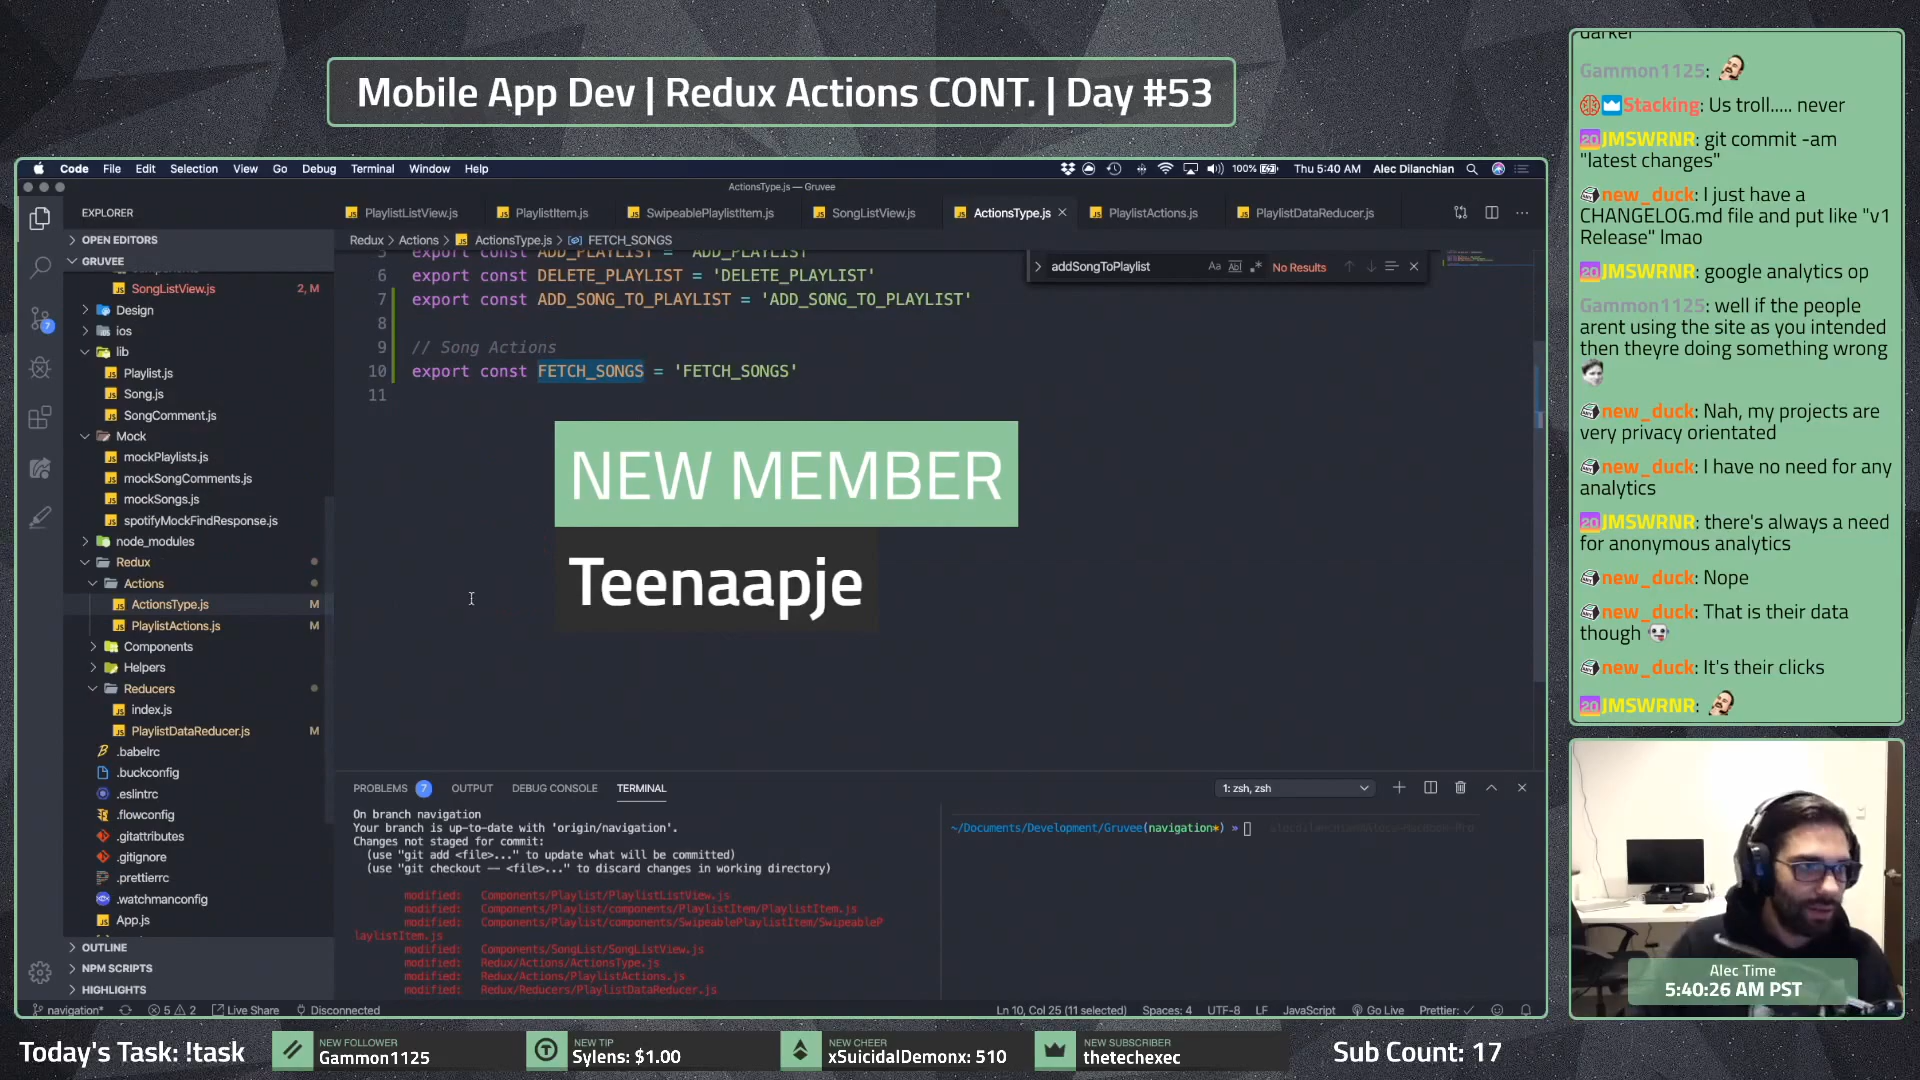 Mobile App Dev | Redux Actions CONT. | Day #53
Code File Edit Selection View Go Debug Terminal Window Help
100% Thu 5:40 AM Alec Dilanchian
ActionsType.js — Gruvee
EXPLORER
OPEN EDITORS
GRUVEE
SongListView.js 2, M
Design
ios
lib
Playlist.js
Song.js
SongComment.js
Mock
mockPlaylists.js
mockSongComments.js
mockSongs.js
spotifyMockFindResponse.js
node_modules
Redux
Actions
ActionsType.js M
PlaylistActions.js M
Components
Helpers
Reducers
index.js
PlaylistDataReducer.js M
.babelrc
.buckconfig
.eslintrc
.flowconfig
.gitattributes
.gitignore
.prettierrc
.watchmanconfig
App.js
OUTLINE
NPM SCRIPTS
HIGHLIGHTS
PlaylistListView.js PlaylistItem.js SwipeablePlaylistItem.js SongListView.js ActionsType.js PlaylistActions.js PlaylistDataReducer.js
Redux > Actions > ActionsType.js > FETCH_SONGS
addSongToPlaylist Aa Abl .* No Results
5 export const ADD_PLAYLIST = 'ADD_PLAYLIST'
6 export const DELETE_PLAYLIST = 'DELETE_PLAYLIST'
7 export const ADD_SONG_TO_PLAYLIST = 'ADD_SONG_TO_PLAYLIST'
8
9 // Song Actions
10 export const FETCH_SONGS = 'FETCH_SONGS'
11
NEW MEMBER
Teenaapje
PROBLEMS 7 OUTPUT DEBUG CONSOLE TERMINAL
1: zsh, zsh
On branch navigation
Your branch is up-to-date with 'origin/navigation'.
Changes not staged for commit:
(use "git add <file>..." to update what will be committed)
(use "git checkout -- <file>..." to discard changes in working directory)
modified: Components/Playlist/PlaylistListView.js
modified: Components/Playlist/components/PlaylistItem/PlaylistItem.js
modified: Components/Playlist/components/SwipeablePlaylistItem/SwipeableP
laylistItem.js
modified: Components/SongList/SongListView.js
modified: Redux/Actions/ActionsType.js
modified: Redux/Actions/PlaylistActions.js
modified: Redux/Reducers/PlaylistDataReducer.js
~/Documents/Development/Gruvee(navigation*) »
navigation* 5 2 Live Share Disconnected
Ln 10, Col 25 (11 selected) Spaces: 4 UTF-8 LF JavaScript Go Live Prettier: ✓
darker
Gammon1125:
Stacking: Us troll..... never
20 JMSWRNR: git commit -am
"latest changes"
new_duck: I just have a
CHANGELOG.md file and put like "v1
Release" lmao
20 JMSWRNR: google analytics op
Gammon1125: well if the people
arent using the site as you intended
then theyre doing something wrong
new_duck: Nah, my projects are
very privacy orientated
new_duck: I have no need for any
analytics
20 JMSWRNR: there's always a need
for anonymous analytics
new_duck: Nope
new_duck: That is their data
though
new_duck: It's their clicks
20 JMSWRNR:
Alec Time
5:40:26 AM PST
Today's Task: !task
NEW FOLLOWER
Gammon1125
NEW TIP
Sylens: $1.00
NEW CHEER
xSuicidalDemonx: 510
NEW SUBSCRIBER
thetechexec
Sub Count: 17